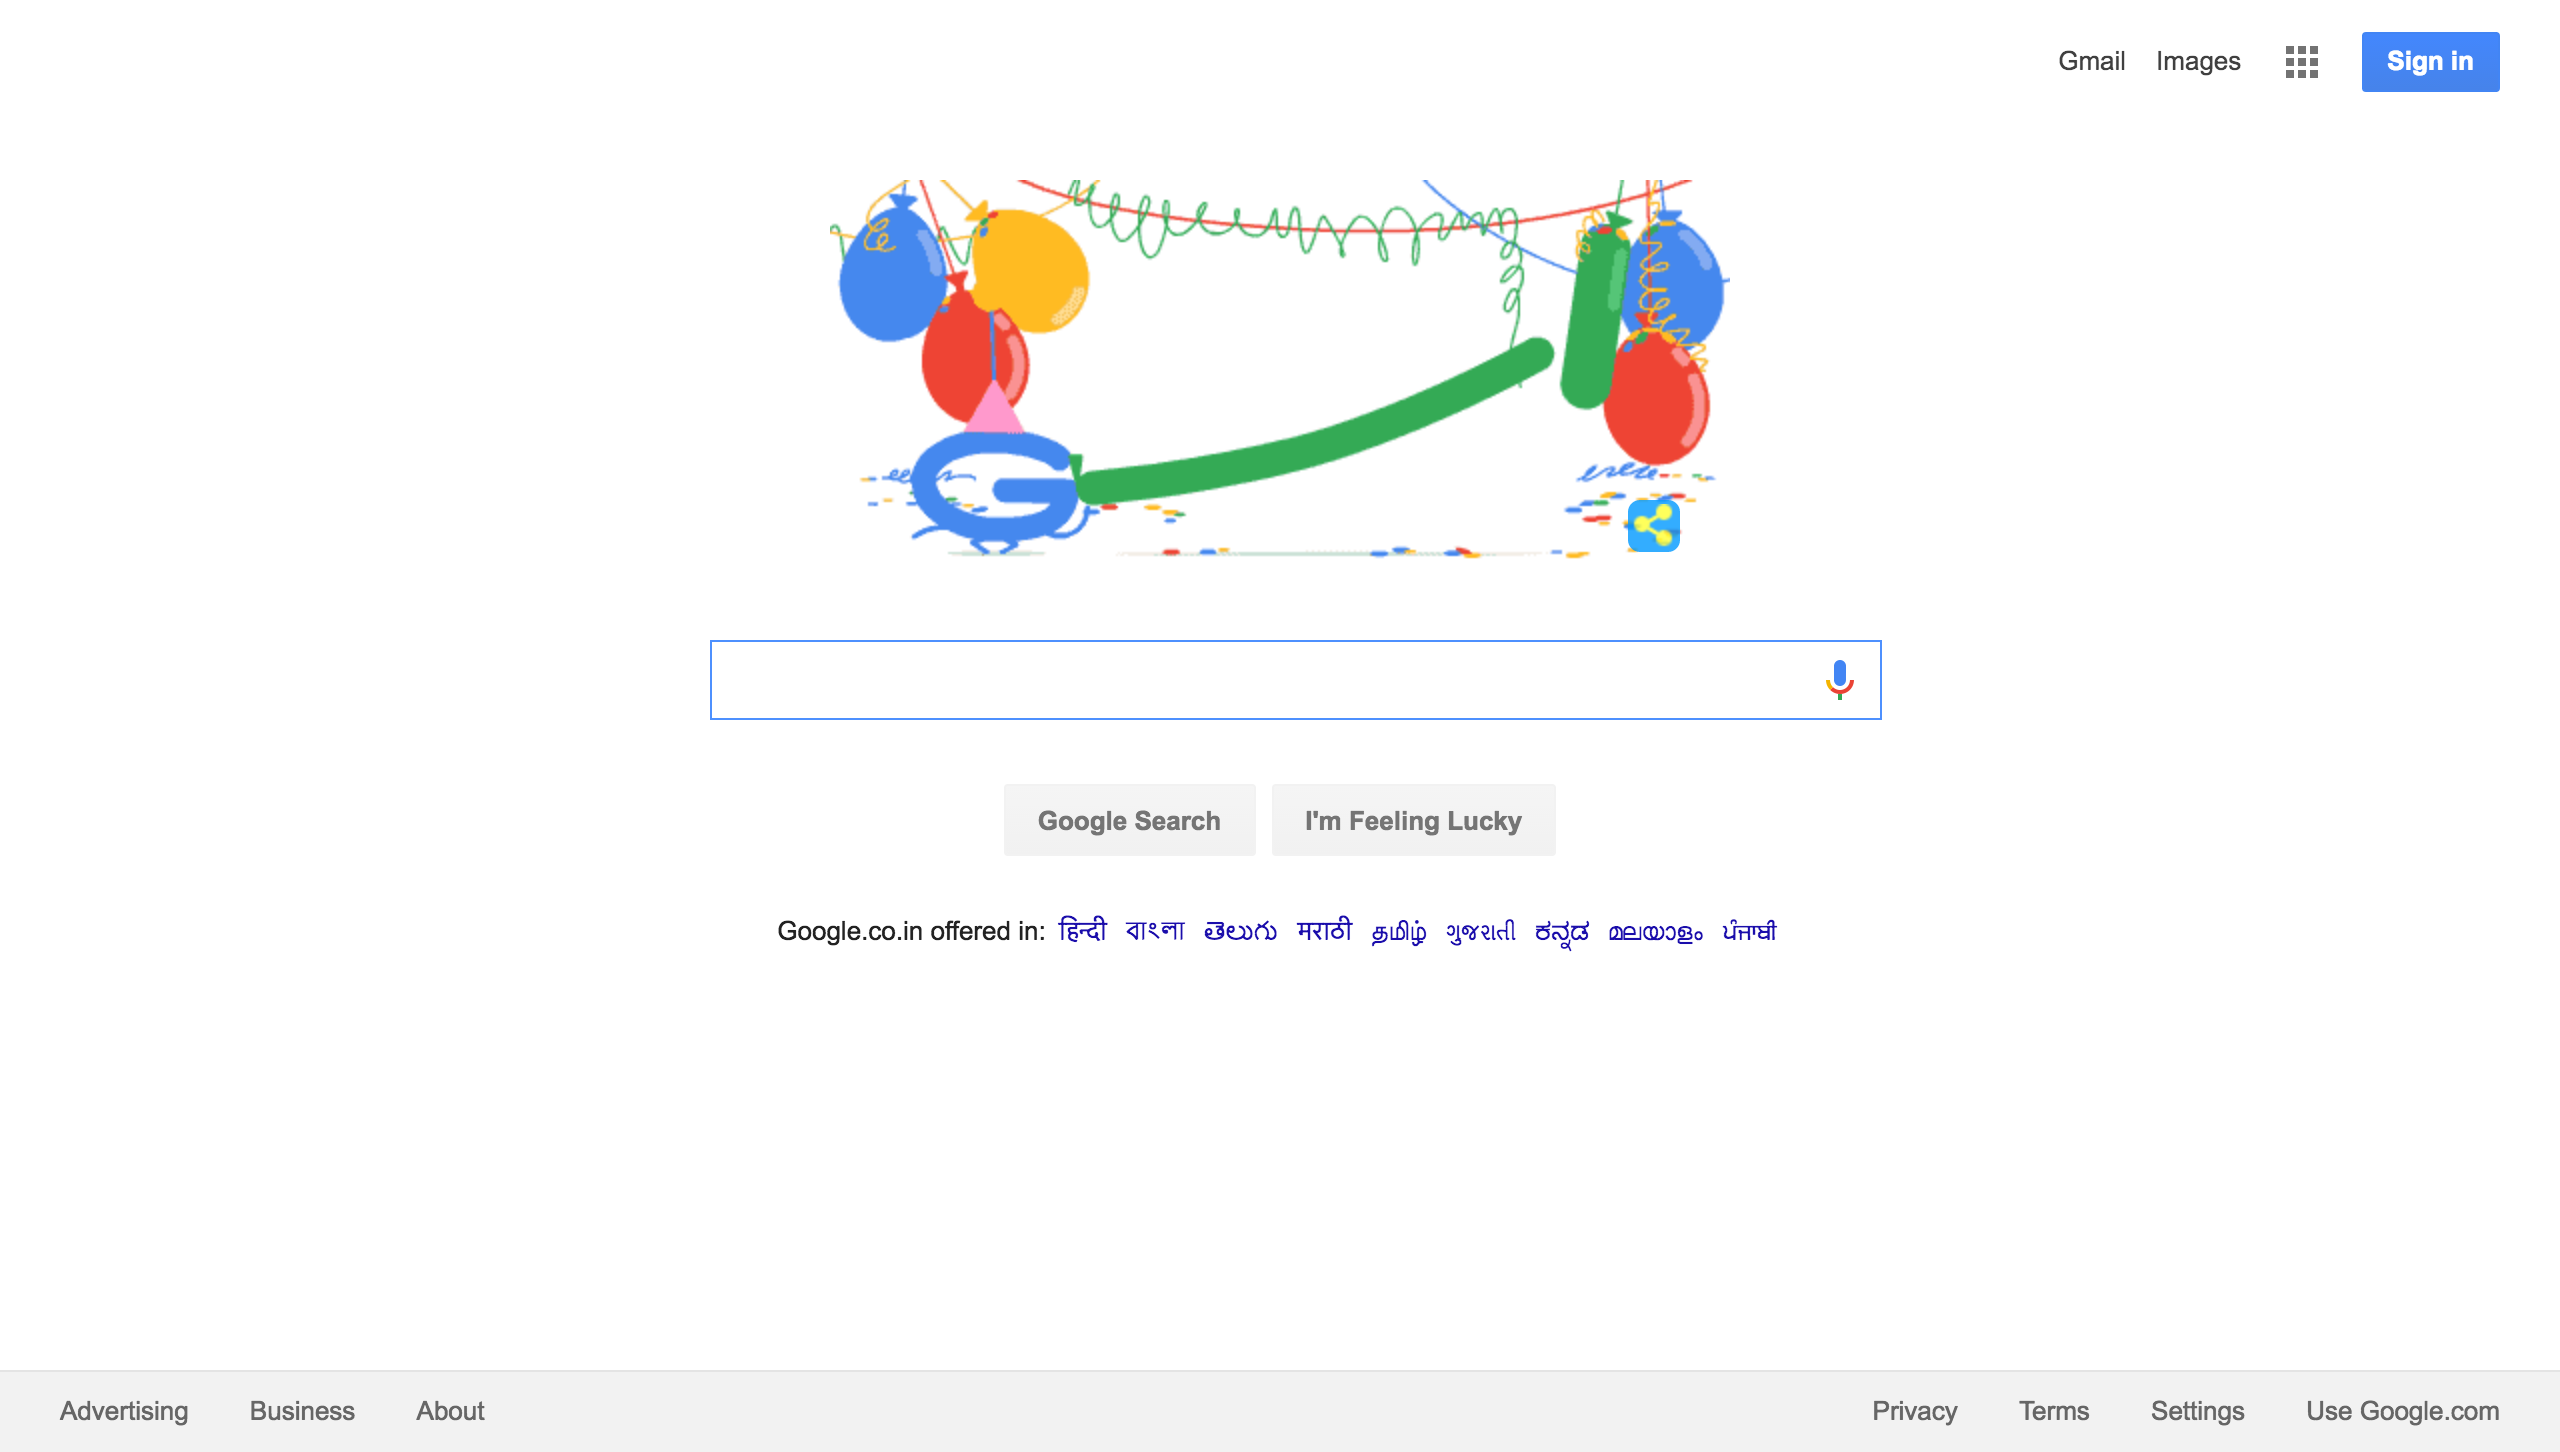 Gmail Images Sign in
G
Google Search I'm Feeling Lucky
Google.co.in offered in: हिन्दी বাংলা తెలుగు मराठी தமிழ் ગુજરાતી ಕನ್ನಡ മലയാളം ਪੰਜਾਬੀ
Advertising Business About Privacy Terms Settings Use Google.com